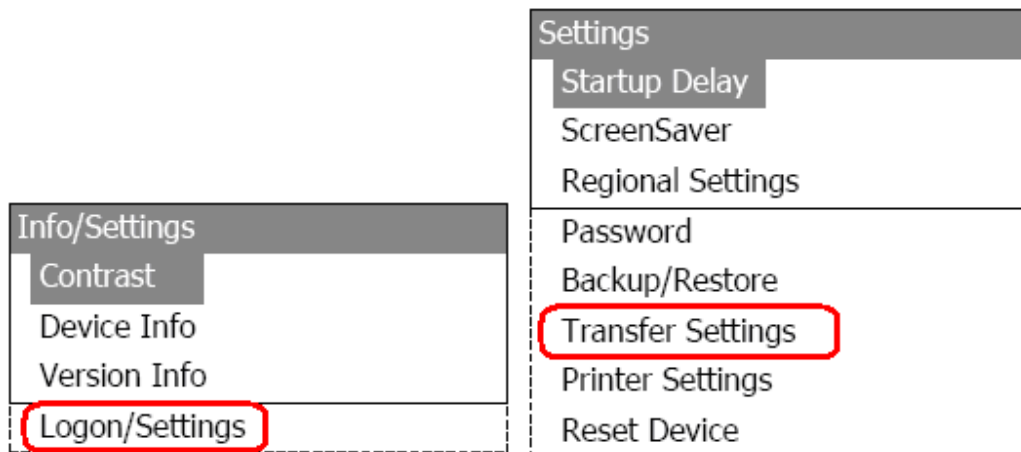 Info/Settings
Contrast
Device Info
Version Info
Logon/Settings
Settings
Startup Delay
ScreenSaver
Regional Settings
Password
Backup/Restore
Transfer Settings
Printer Settings
Reset Device